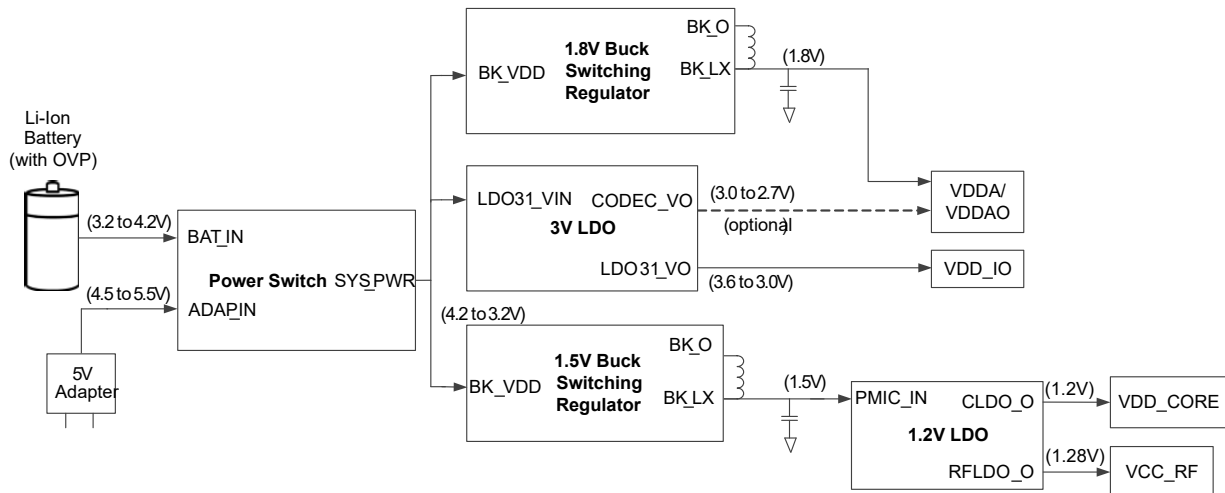 BK_O
1.8V Buck
Switching
Regulator
BK_VDD
BK_LX
(1.8V)
Li-Ion
Battery
(with OVP)
(3.2 to 4.2V)
BAT_IN
Power Switch
SYS_PWR
(4.5 to 5.5V)
ADAPIN
5V
Adapter
LDO31_VIN
CODEC_VO
3V LDO
LDO31_VO
(3.0 to 2.7V)
(optional)
(3.6 to 3.0V)
VDDA/
VDDAO
VDD_IO
(4.2 to 3.2V)
BK_O
1.5V Buck
Switching
Regulator
BK_VDD
BK_LX
(1.5V)
PMIC_IN
CLDO_O
1.2V LDO
RFLDO_O
(1.2V)
VDD_CORE
(1.28V)
VCC_RF